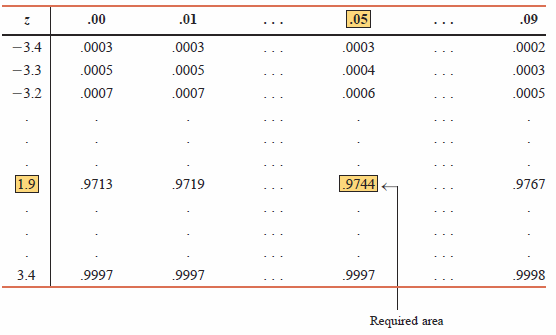 z .00 .01 . . . .05 . . . .09
−3.4 .0003 .0003 . . . .0003 . . . .0002
−3.3 .0005 .0005 . . . .0004 . . . .0003
−3.2 .0007 .0007 . . . .0006 . . . .0005
. . . . . . . . . . .
. . . . . . . . . . .
. . . . . . . . . . .
1.9 .9713 .9719 . . . .9744 . . . .9767
. . . . . . . . . . .
. . . . . . . . . . .
. . . . . . . . . . .
3.4 .9997 .9997 . . . .9997 . . . .9998
Required area